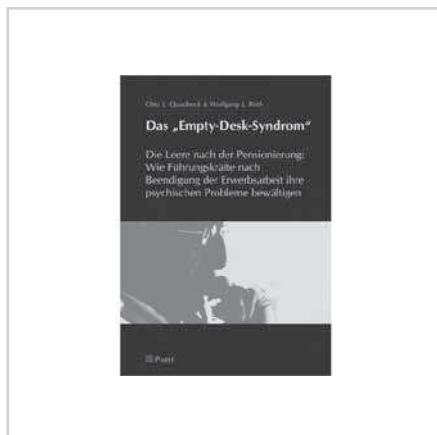 Otto L. Quadbeck & Wolfgang L. Roth
Das „Empty-Desk-Syndrom“
Die Leere nach der Pensionierung:
Wie Führungskräfte nach
Beendigung der Erwerbsarbeit ihre
psychischen Probleme bewältigen
PABST